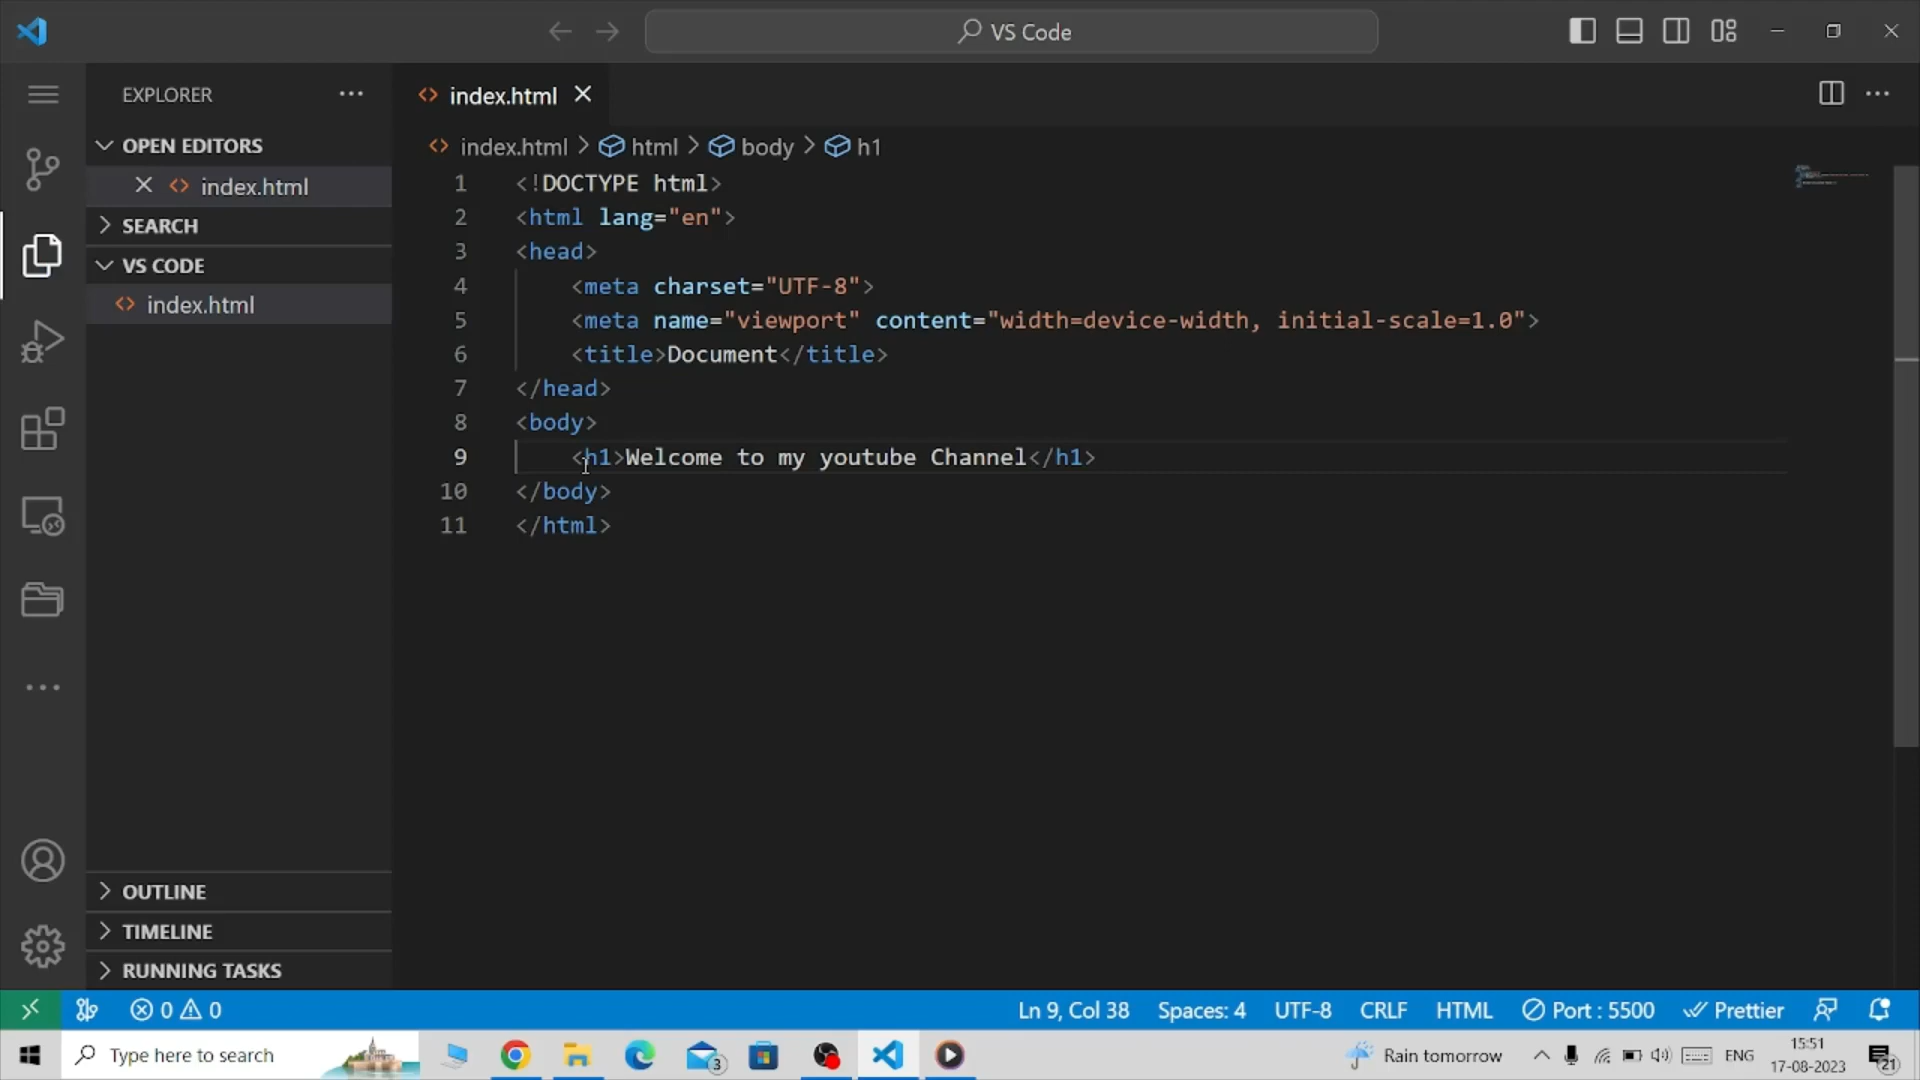 VS Code
EXPLORER
index.html
OPEN EDITORS
index.html
SEARCH
VS CODE
index.html
index.html > html > body > h1
1 <!DOCTYPE html>
2 <html lang="en">
3 <head>
4 <meta charset="UTF-8">
5 <meta name="viewport" content="width=device-width, initial-scale=1.0">
6 <title>Document</title>
7 </head>
8 <body>
9 <h1>Welcome to my youtube Channel</h1>
10 </body>
11 </html>
OUTLINE
TIMELINE
RUNNING TASKS
0 0
Ln 9, Col 38 Spaces: 4 UTF-8 CRLF HTML Port : 5500 Prettier
Type here to search
3
Rain tomorrow
ENG
15:51
17-08-2023
21